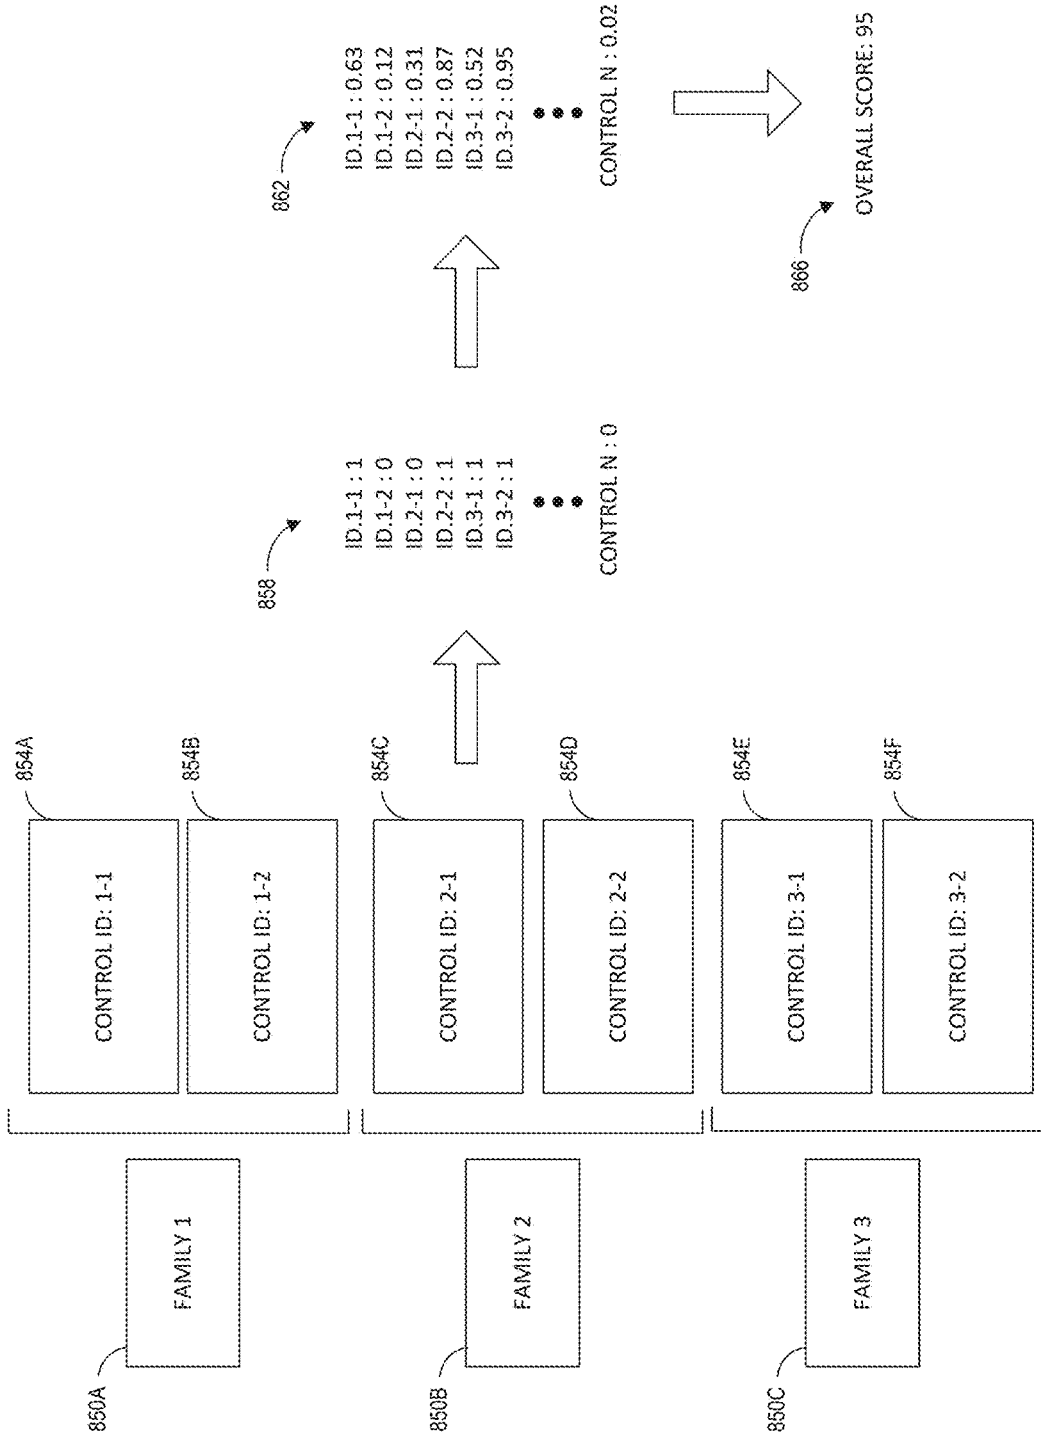 850A
FAMILY 1
854A
CONTROL ID: 1-1
854B
CONTROL ID: 1-2
850B
FAMILY 2
854C
CONTROL ID: 2-1
854D
CONTROL ID: 2-2
850C
FAMILY 3
854E
CONTROL ID: 3-1
854F
CONTROL ID: 3-2
858
ID.1-1 : 1
ID.1-2 : 0
ID.2-1 : 0
ID.2-2 : 1
ID.3-1 : 1
ID.3-2 : 1
CONTROL N : 0
862
ID.1-1 : 0.63
ID.1-2 : 0.12
ID.2-1 : 0.31
ID.2-2 : 0.87
ID.3-1 : 0.52
ID.3-2 : 0.95
CONTROL N : 0.02
866
OVERALL SCORE: 95